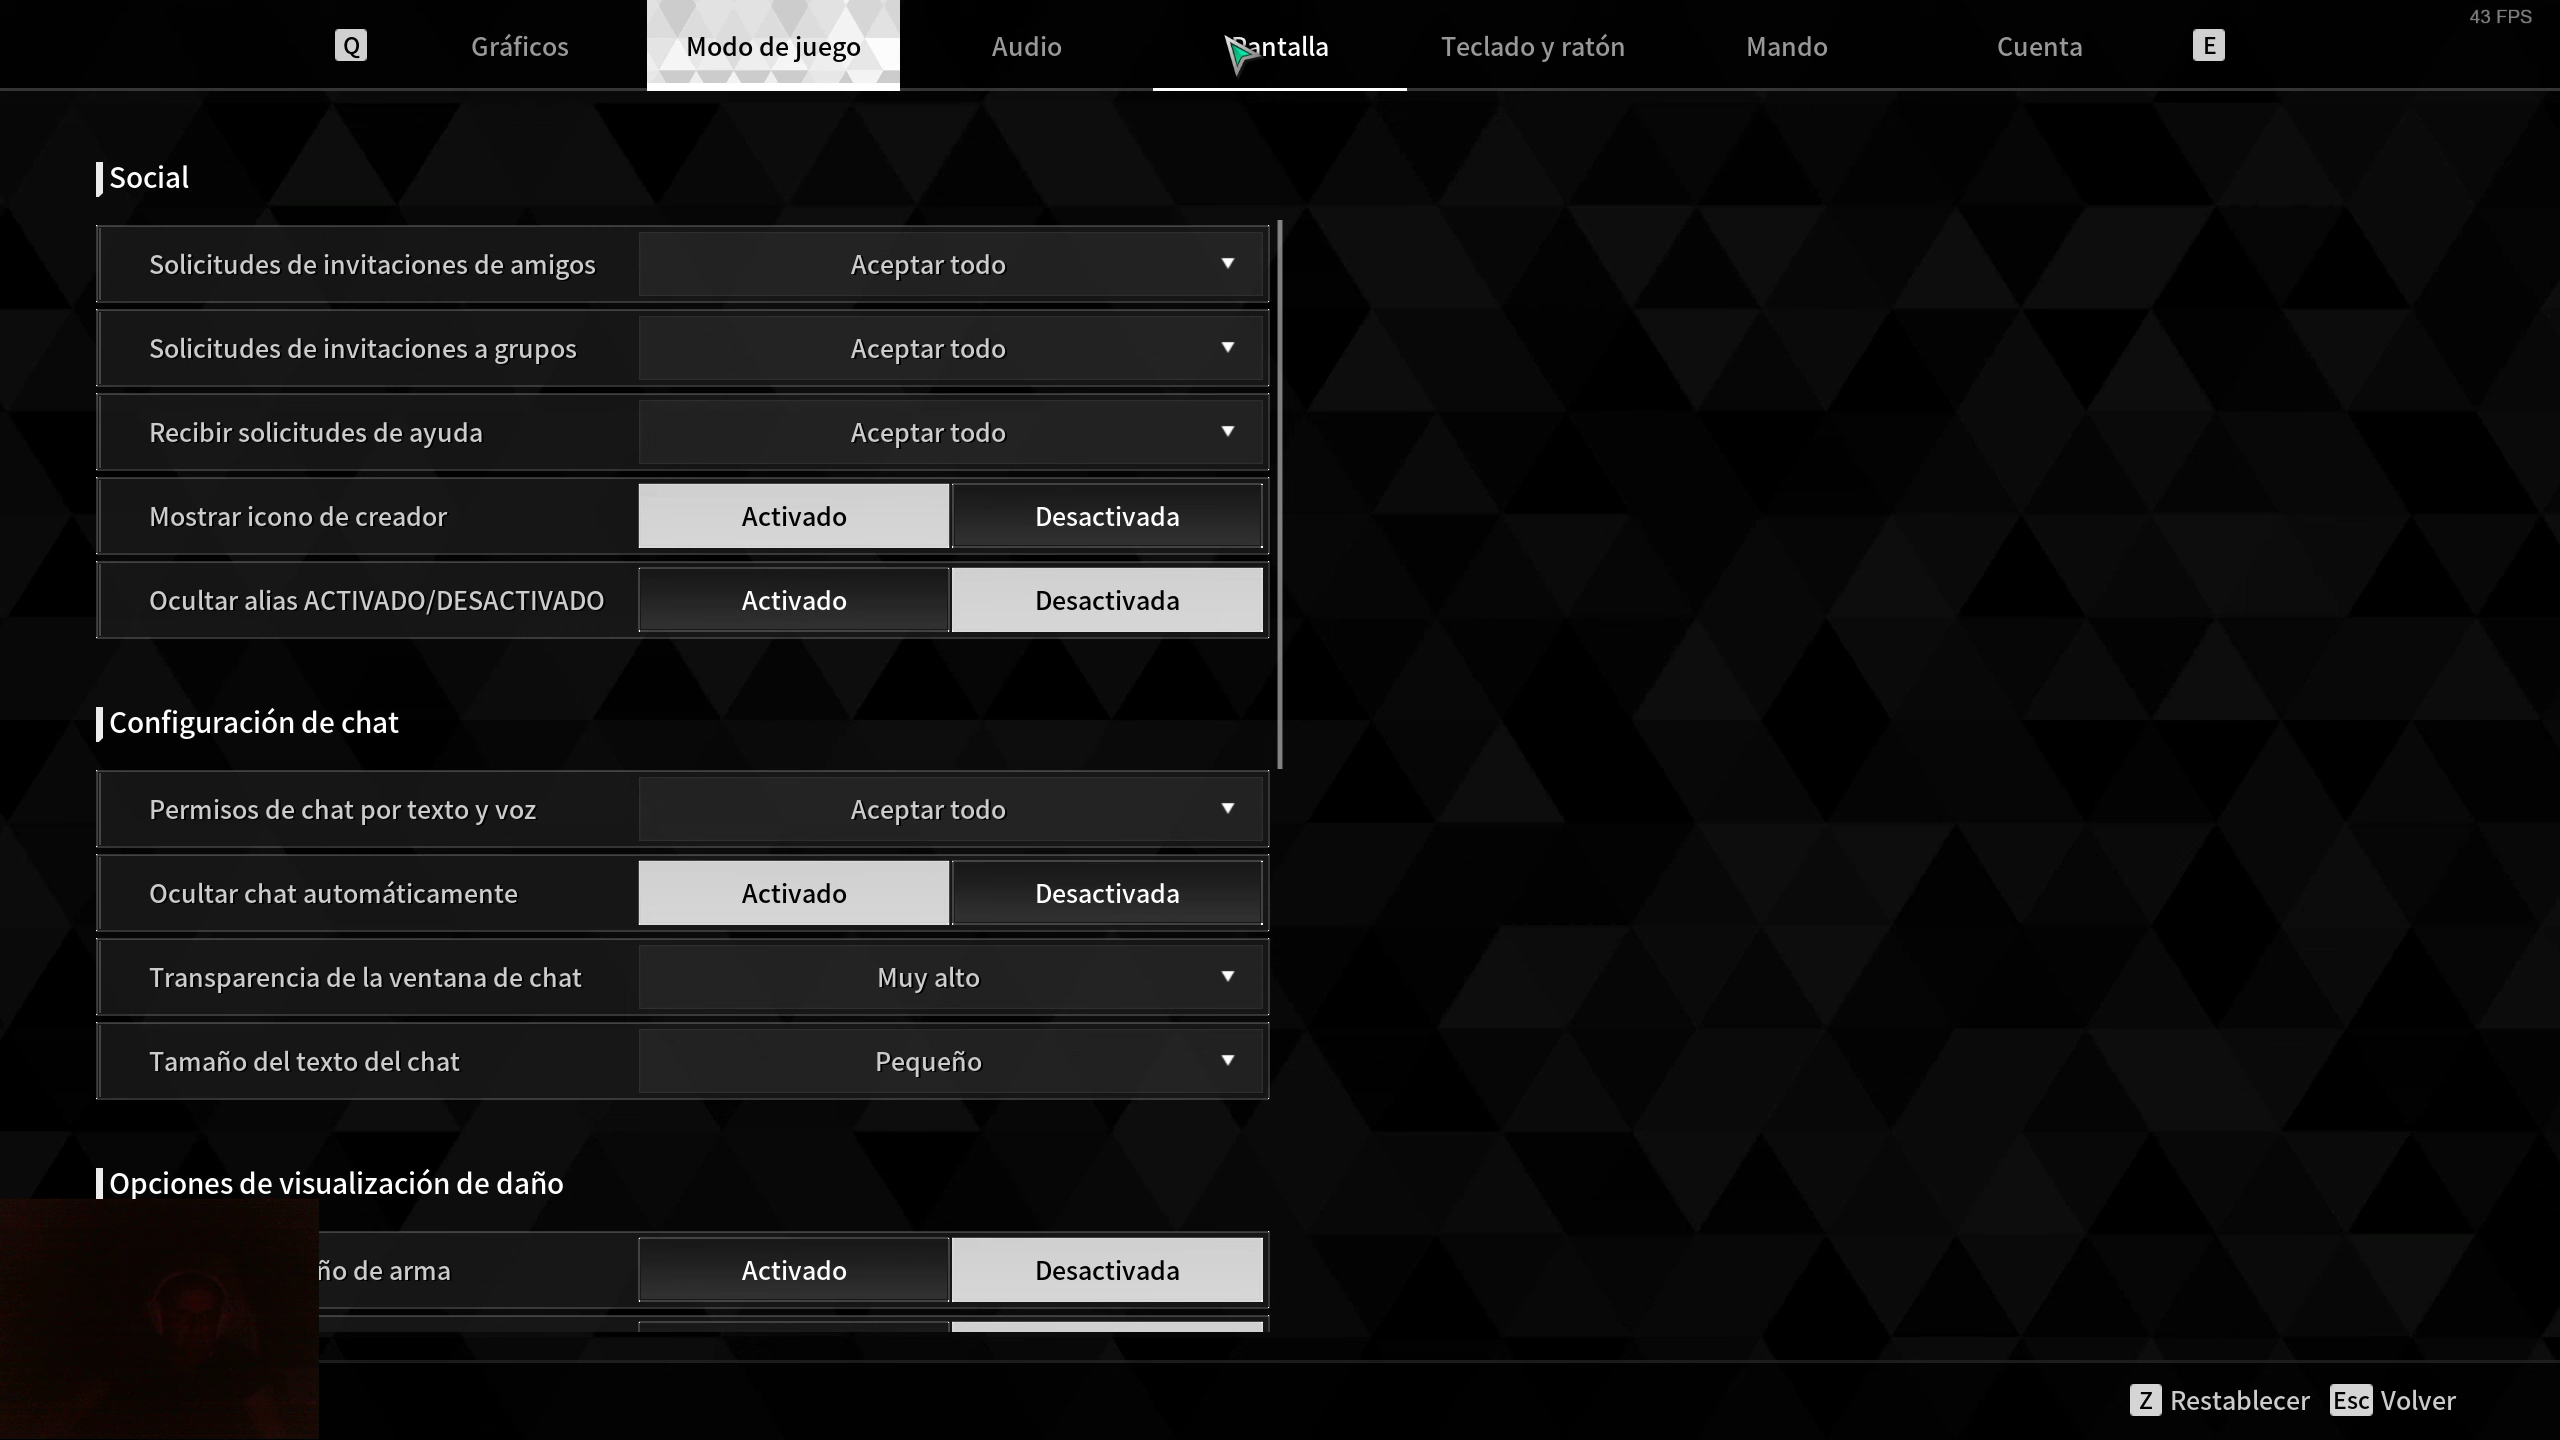 43 FPS
Q Gráficos Modo de juego Audio Pantalla Teclado y ratón Mando Cuenta E
Social
Solicitudes de invitaciones de amigos Aceptar todo
Solicitudes de invitaciones a grupos Aceptar todo
Recibir solicitudes de ayuda Aceptar todo
Mostrar icono de creador Activado Desactivada
Ocultar alias ACTIVADO/DESACTIVADO Activado Desactivada
Configuración de chat
Permisos de chat por texto y voz Aceptar todo
Ocultar chat automáticamente Activado Desactivada
Transparencia de la ventana de chat Muy alto
Tamaño del texto del chat Pequeño
Opciones de visualización de daño
ño de arma Activado Desactivada
Z Restablecer Esc Volver